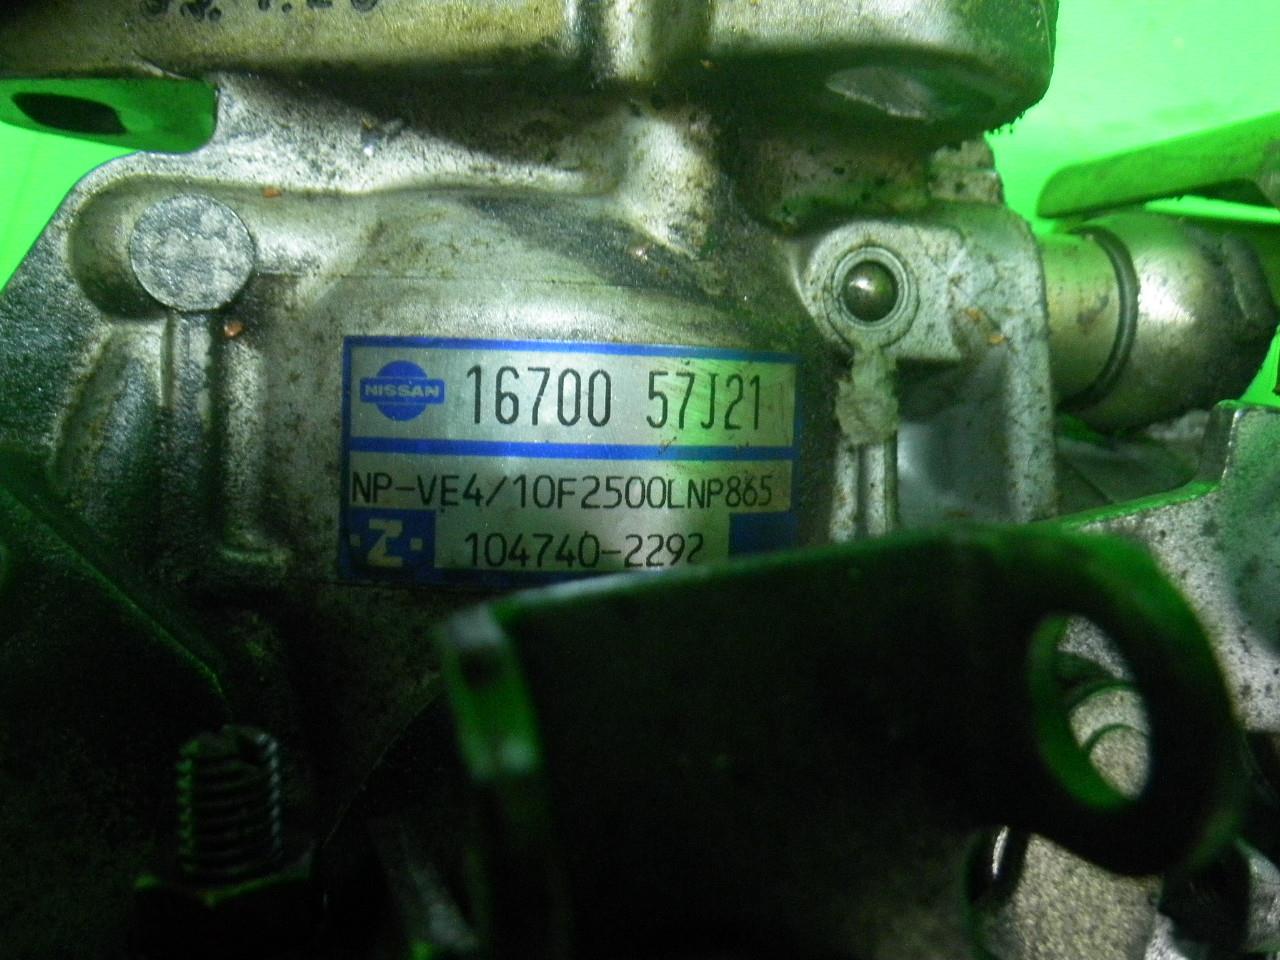 NISSAN 16700 57J21
NP-VE4/10F2500LNP865
·Z· 104740-2292